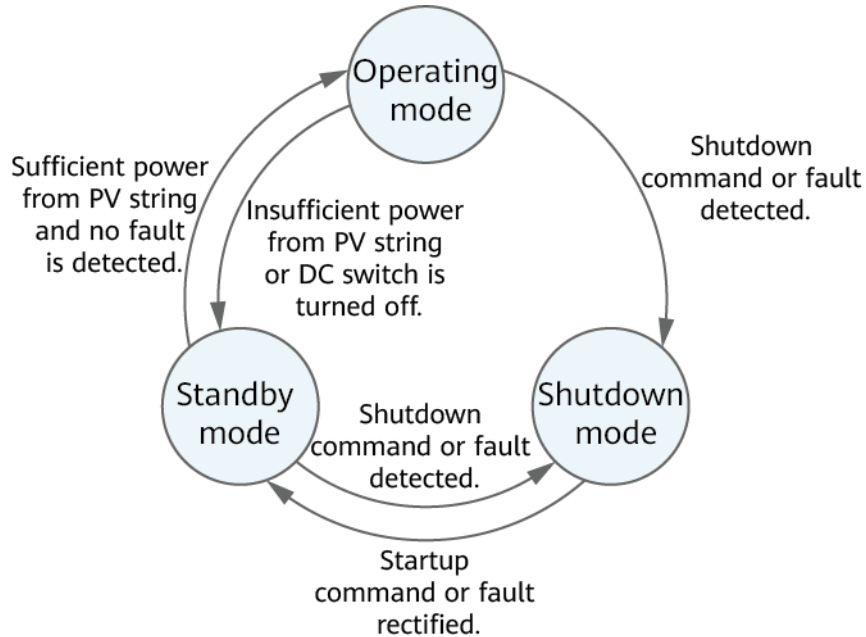 Operating
mode
Shutdown
command or fault
detected.
Sufficient power
from PV string
and no fault
is detected.
Insufficient power
from PV string
or DC switch is
turned off.
Standby
mode
Shutdown
command or fault
detected.
Shutdown
mode
Startup
command or fault
rectified.